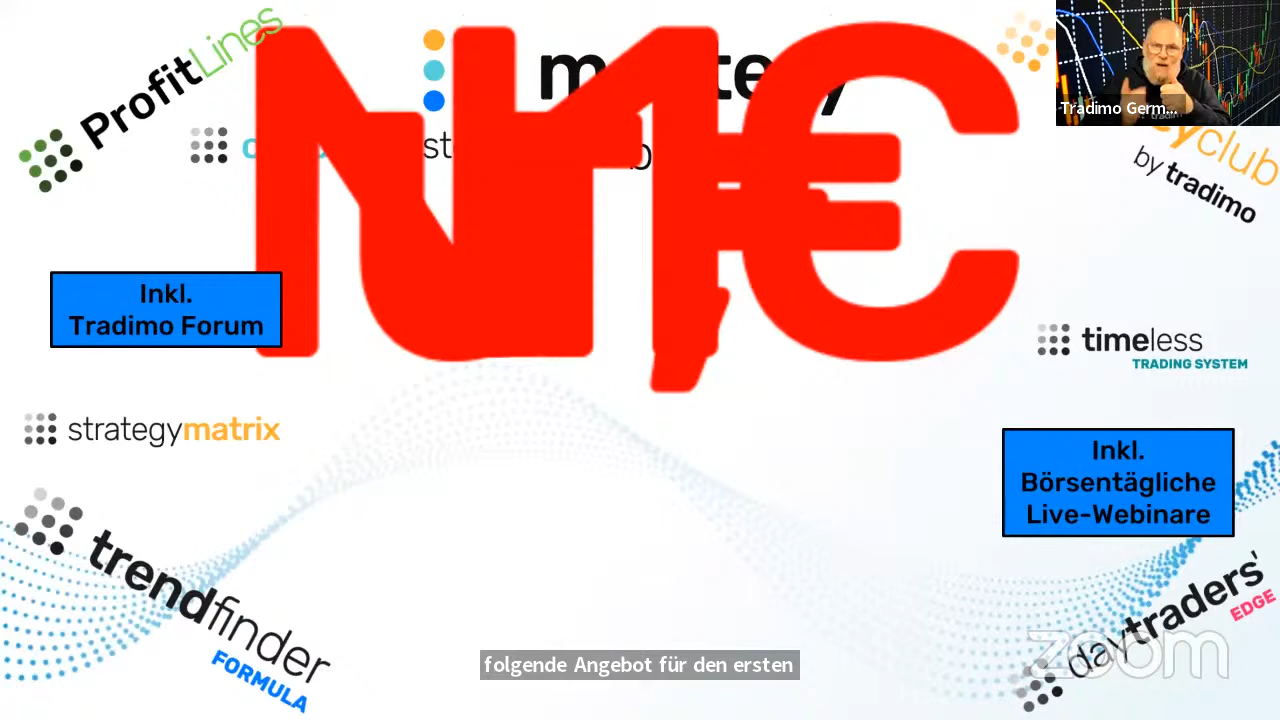 ProfitLines
N1€
Tradimo Germ...
club
by tradimo
Inkl.
Tradimo Forum
timeless
TRADING SYSTEM
strategymatrix
Inkl.
Börsentägliche
Live-Webinare
trendfinder
FORMULA
daytraders'
EDGE
folgende Angebot für den ersten
zoom